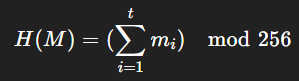 H(M) = (∑_{i=1}^{t} m_i) mod 256